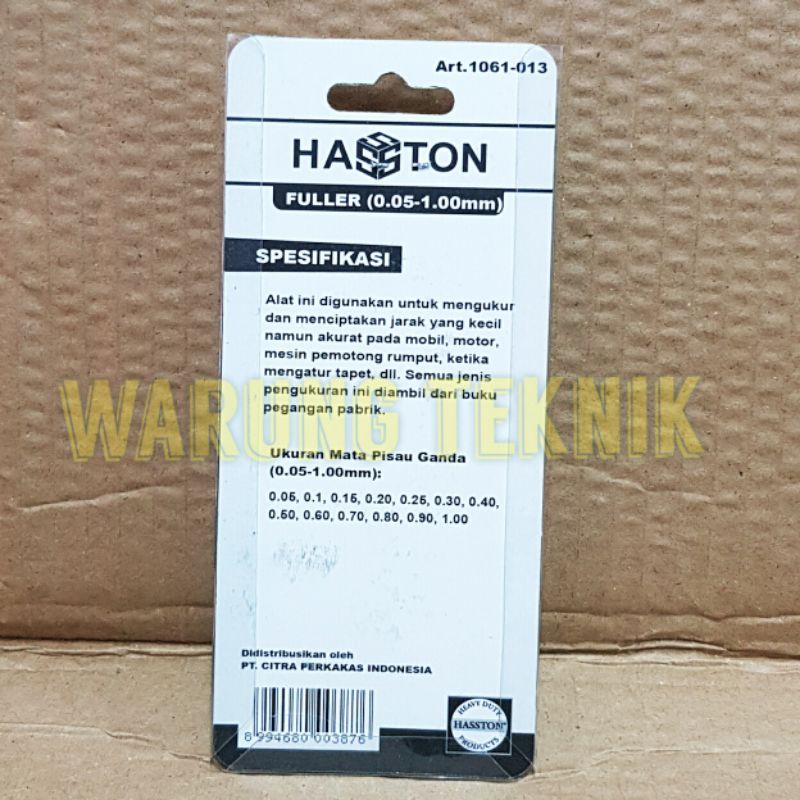 Art.1061-013
HASSTON
FULLER (0.05-1.00mm)
SPESIFIKASI
Alat ini digunakan untuk mengukur
dan menciptakan jarak yang kecil
namun akurat pada mobil, motor,
mesin pemotong rumput, ketika
mengatur tapet, dll. Semua jenis
pengukuran ini diambil dari buku
pegangan pabrik.
WARUNG TEKNIK
Ukuran Mata Pisau Ganda
(0.05-1.00mm):
0.05, 0.1, 0.15, 0.20, 0.25, 0.30, 0.40,
0.50, 0.60, 0.70, 0.80, 0.90, 1.00
Didistribusikan oleh
PT. CITRA PERKAKAS INDONESIA
8 994680 003876
HEAVY DUTY
HASSTON
PRODUCTS